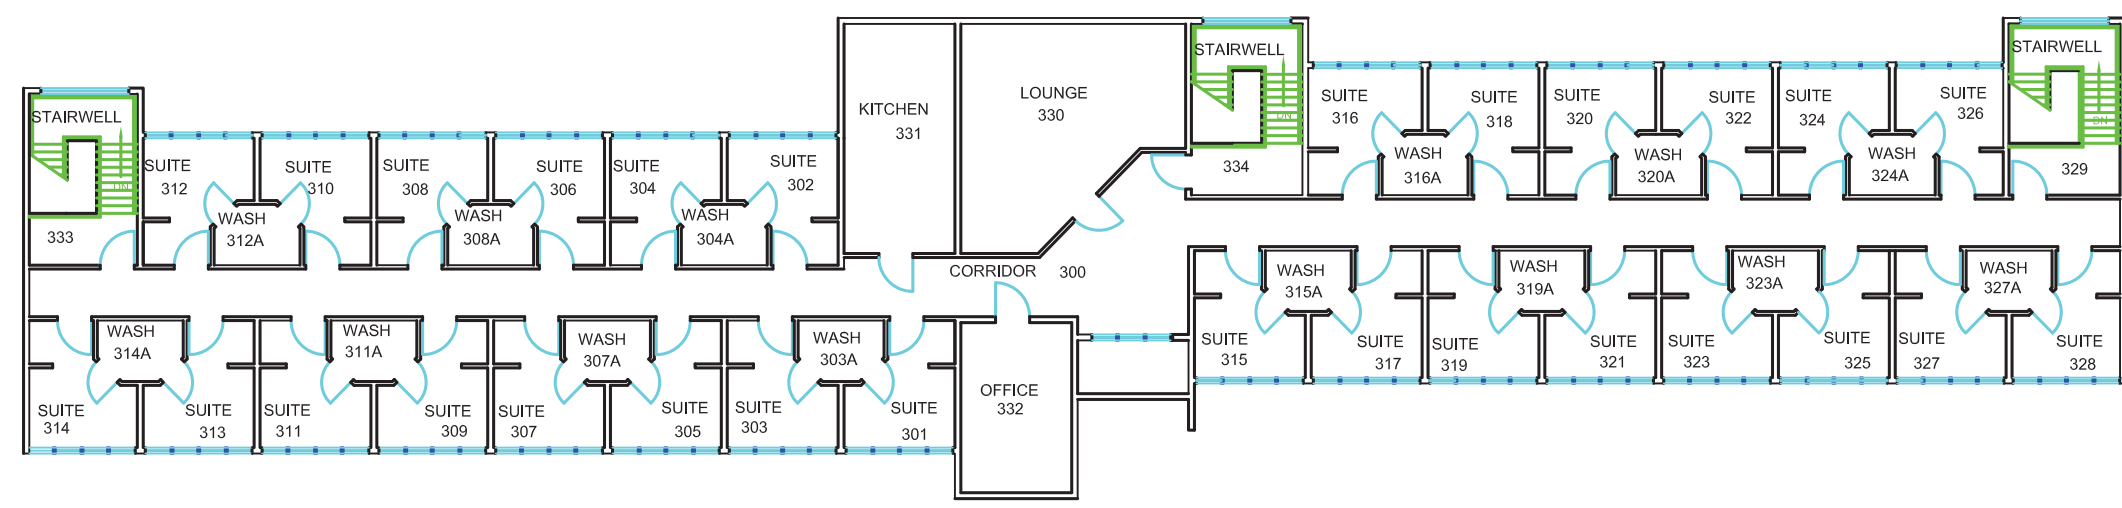 STAIRWELL
DN
333
SUITE
312
WASH
312A
SUITE
310
SUITE
308
WASH
308A
SUITE
306
SUITE
304
WASH
304A
SUITE
302
KITCHEN
331
LOUNGE
330
STAIRWELL
DN
334
SUITE
316
WASH
316A
SUITE
318
SUITE
320
WASH
320A
SUITE
322
SUITE
324
WASH
324A
SUITE
326
STAIRWELL
DN
329
CORRIDOR 300
SUITE
314
WASH
314A
SUITE
313
SUITE
311
WASH
311A
SUITE
309
SUITE
307
WASH
307A
SUITE
305
SUITE
303
WASH
303A
SUITE
301
OFFICE
332
SUITE
315
WASH
315A
SUITE
317
SUITE
319
WASH
319A
SUITE
321
SUITE
323
WASH
323A
SUITE
325
SUITE
327
WASH
327A
SUITE
328